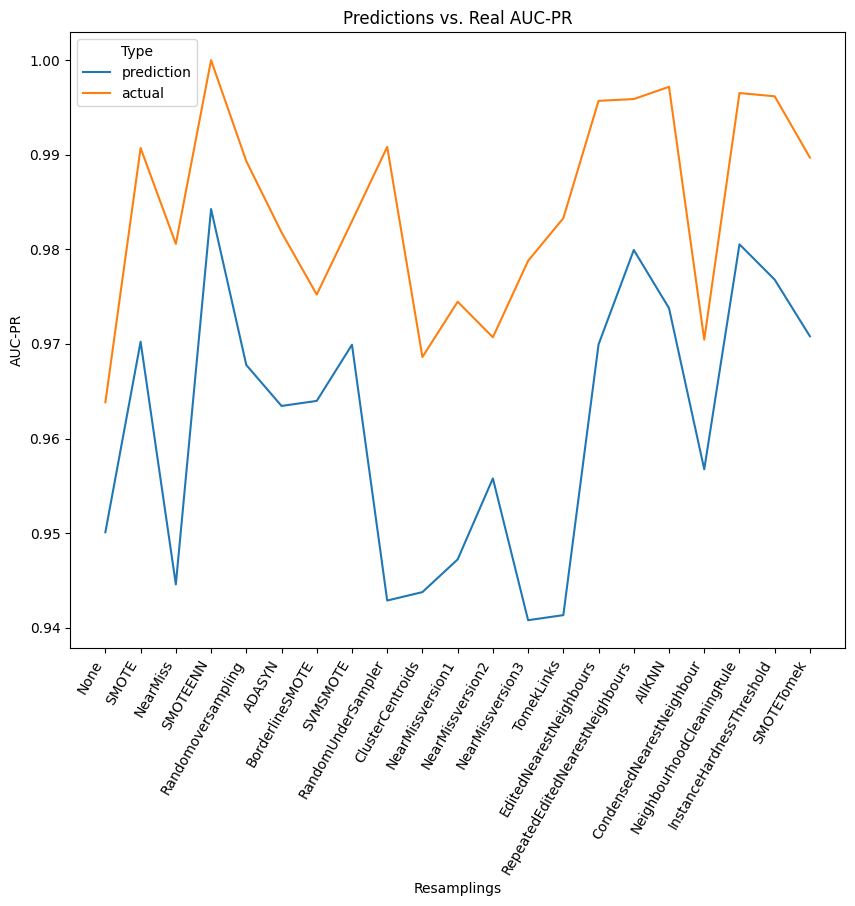 Predictions vs. Real AUC-PR
Type
prediction
actual
AUC-PR
1.00
0.99
0.98
0.97
0.96
0.95
0.94
None
SMOTE
NearMiss
SMOTEENN
Randomoversampling
ADASYN
BorderlineSMOTE
SVMSMOTE
RandomUnderSampler
ClusterCentroids
NearMissversion1
NearMissversion2
NearMissversion3
TomekLinks
EditedNearestNeighbours
RepeatedEditedNearestNeighbours
AllKNN
CondensedNearestNeighbour
NeighbourhoodCleaningRule
InstanceHardnessThreshold
SMOTETomek
Resamplings